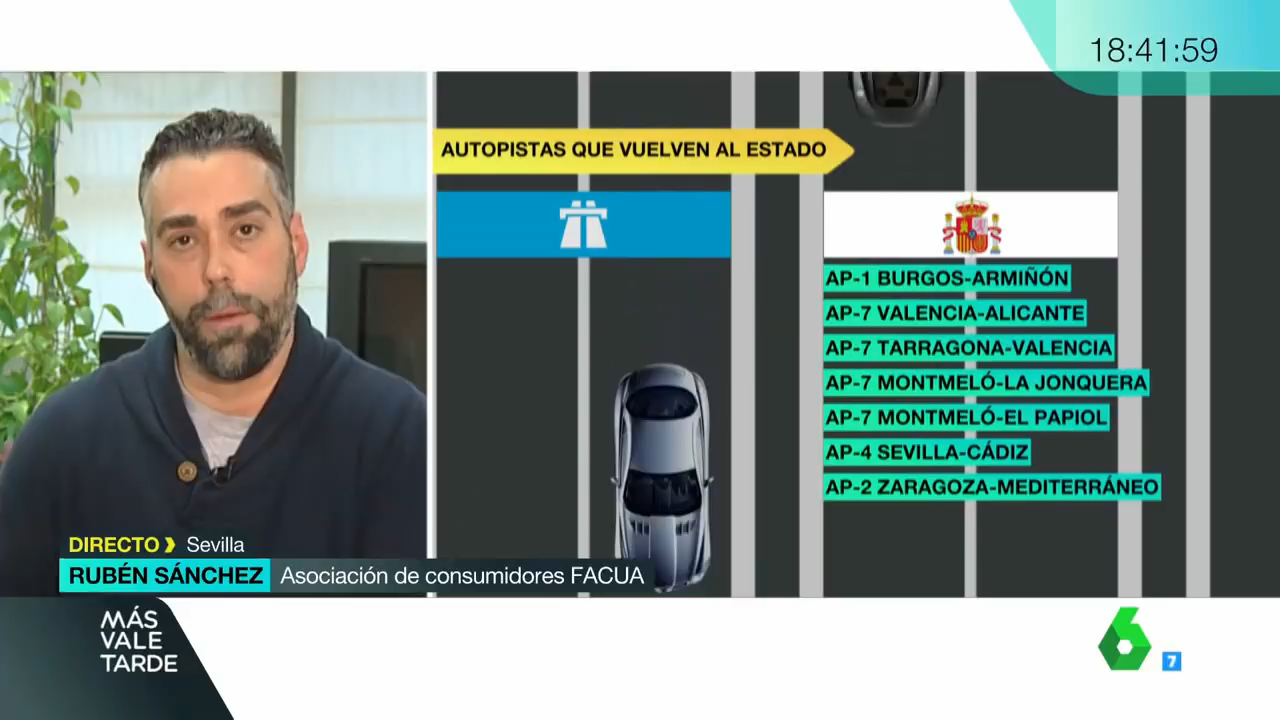 18:41:59
AUTOPISTAS QUE VUELVEN AL ESTADO
AP-1 BURGOS-ARMIÑÓN
AP-7 VALENCIA-ALICANTE
AP-7 TARRAGONA-VALENCIA
AP-7 MONTMELÓ-LA JONQUERA
AP-7 MONTMELÓ-EL PAPIOL
AP-4 SEVILLA-CÁDIZ
AP-2 ZARAGOZA-MEDITERRÁNEO
DIRECTO Sevilla
RUBÉN SÁNCHEZ Asociación de consumidores FACUA
MÁS
VALE
TARDE
6
7